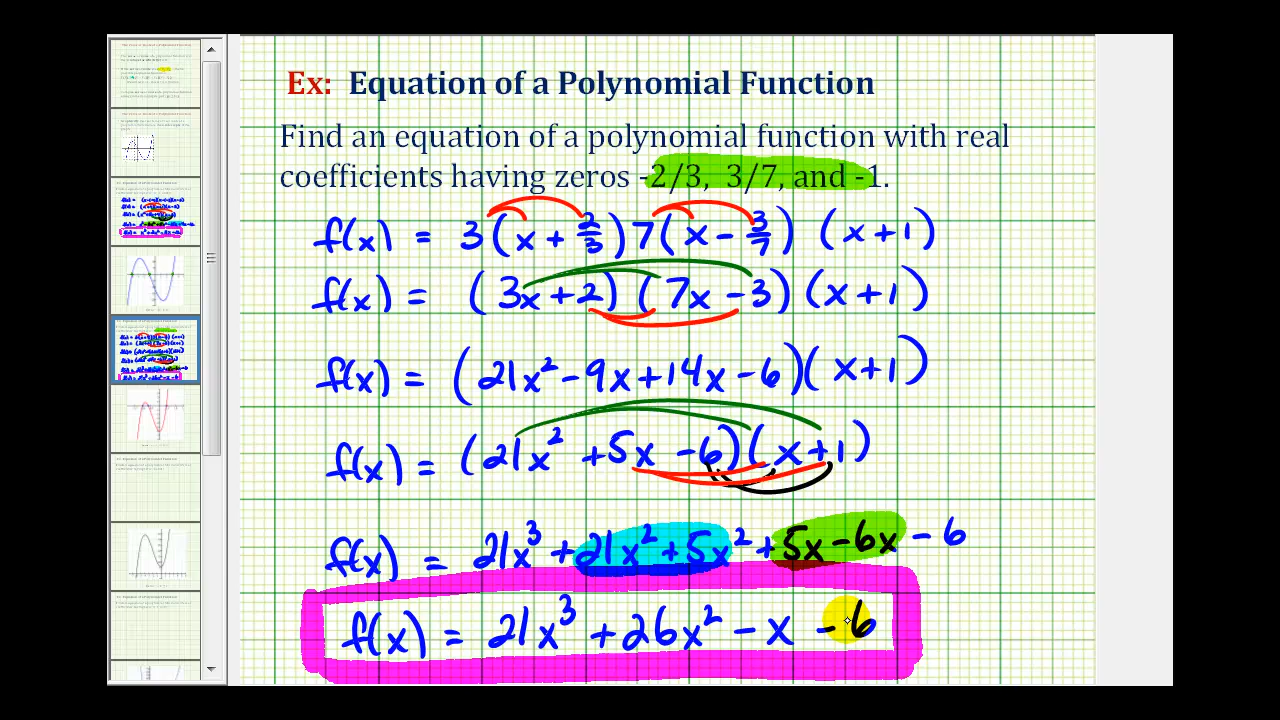 Ex: Equation of a Polynomial Function
Find an equation of a polynomial function with real
coefficients having zeros -2/3, 3/7, and -1.
f(x) = 3(x + 2/3) 7(x - 3/7) (x+1)
f(x) = (3x+2) (7x-3) (x+1)
f(x) = (21x² - 9x + 14x - 6)(x+1)
f(x) = (21x² + 5x - 6)(x+1)
f(x) = 21x³ + 21x² + 5x² + 5x - 6x - 6
f(x) = 21x³ + 26x² - x - 6